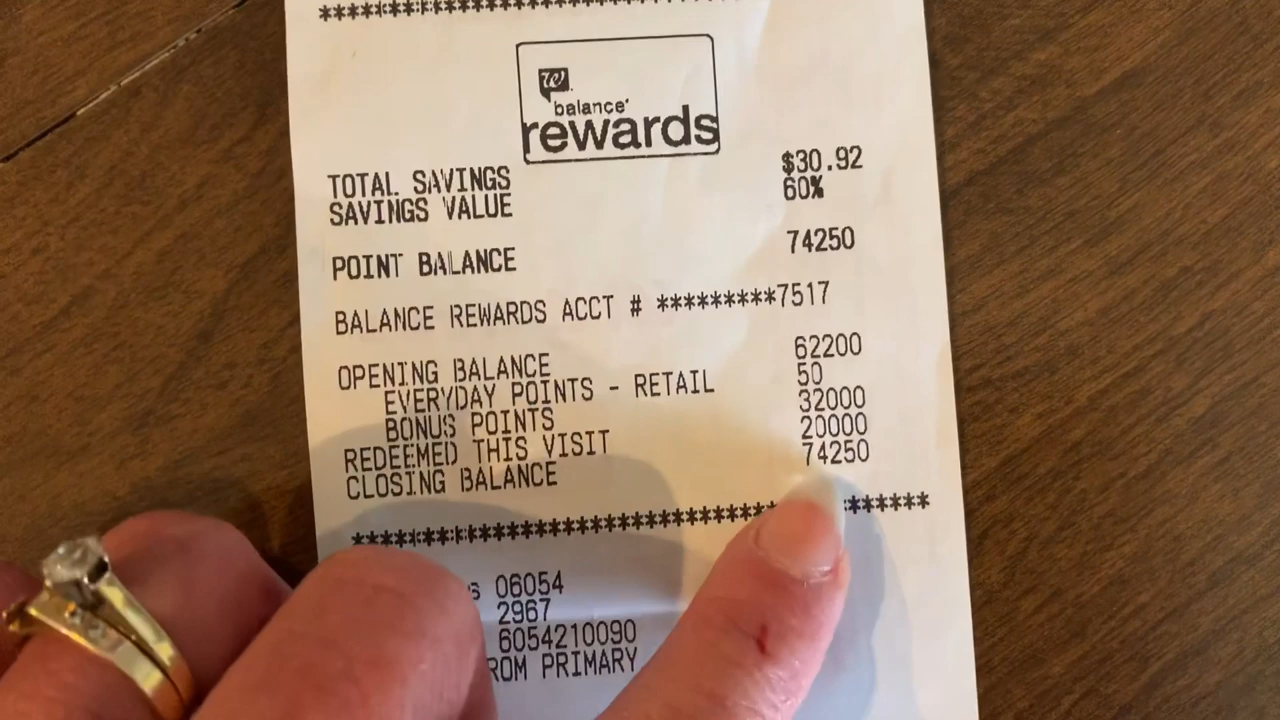 *********************************************
W
balance®
rewards
TOTAL SAVINGS $30.92
SAVINGS VALUE 60%
POINT BALANCE 74250
BALANCE REWARDS ACCT # *********7517
OPENING BALANCE 62200
EVERYDAY POINTS - RETAIL 50
BONUS POINTS 32000
REDEEMED THIS VISIT 20000
CLOSING BALANCE 74250
*********************************************
06054
2967
6054210090
PRIMARY